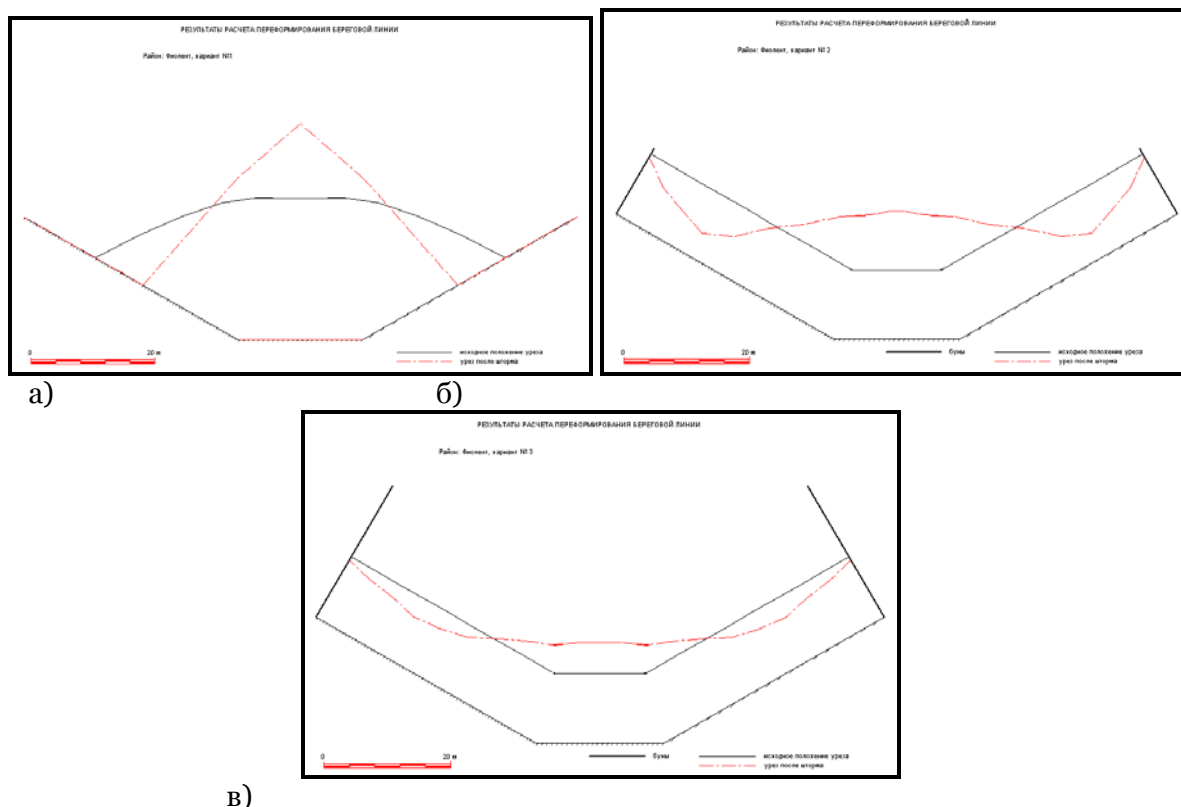 РЕЗУЛЬТАТЫ РАСЧЕТА ПЕРЕФОРМИРОВАНИЯ БЕРЕГОВОЙ ЛИНИИ
Район: Фиолент, вариант №1
0
20 м
исходное положение уреза
урез после шторма
а)
РЕЗУЛЬТАТЫ РАСЧЕТА ПЕРЕФОРМИРОВАНИЯ БЕРЕГОВОЙ ЛИНИИ
Район: Фиолент, вариант № 2
0
20 м
буны
исходное положение уреза
урез после шторма
б)
РЕЗУЛЬТАТЫ РАСЧЕТА ПЕРЕФОРМИРОВАНИЯ БЕРЕГОВОЙ ЛИНИИ
Район: Фиолент, вариант № 3
0
20 м
буны
исходное положение уреза
урез после шторма
в)